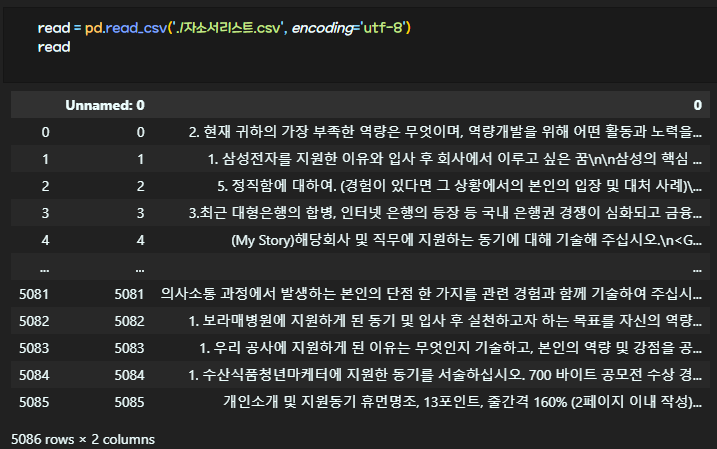 read = pd.read_csv('./자소서리스트.csv', encoding='utf-8')
read
Unnamed: 0 0
0 0 2. 현재 귀하의 가장 부족한 역량은 무엇이며, 역량개발을 위해 어떤 활동과 노력을...
1 1 1. 삼성전자를 지원한 이유와 입사 후 회사에서 이루고 싶은 꿈\n\n삼성의 핵심 ...
2 2 5. 정직함에 대하여. (경험이 있다면 그 상황에서의 본인의 입장 및 대처 사례)\...
3 3 3.최근 대형은행의 합병, 인터넷 은행의 등장 등 국내 은행권 경쟁이 심화되고 금융...
4 4 (My Story)해당회사 및 직무에 지원하는 동기에 대해 기술해 주십시오.\n<G...
... ... ...
5081 5081 의사소통 과정에서 발생하는 본인의 단점 한 가지를 관련 경험과 함께 기술하여 주십시...
5082 5082 1. 보라매병원에 지원하게 된 동기 및 입사 후 실천하고자 하는 목표를 자신의 역량...
5083 5083 1. 우리 공사에 지원하게 된 이유는 무엇인지 기술하고, 본인의 역량 및 강점을 공...
5084 5084 1. 수산식품청년마케터에 지원한 동기를 서술하십시오. 700 바이트 공모전 수상 경...
5085 5085 개인소개 및 지원동기 휴먼명조, 13포인트, 줄간격 160% (2페이지 이내 작성)...
5086 rows × 2 columns